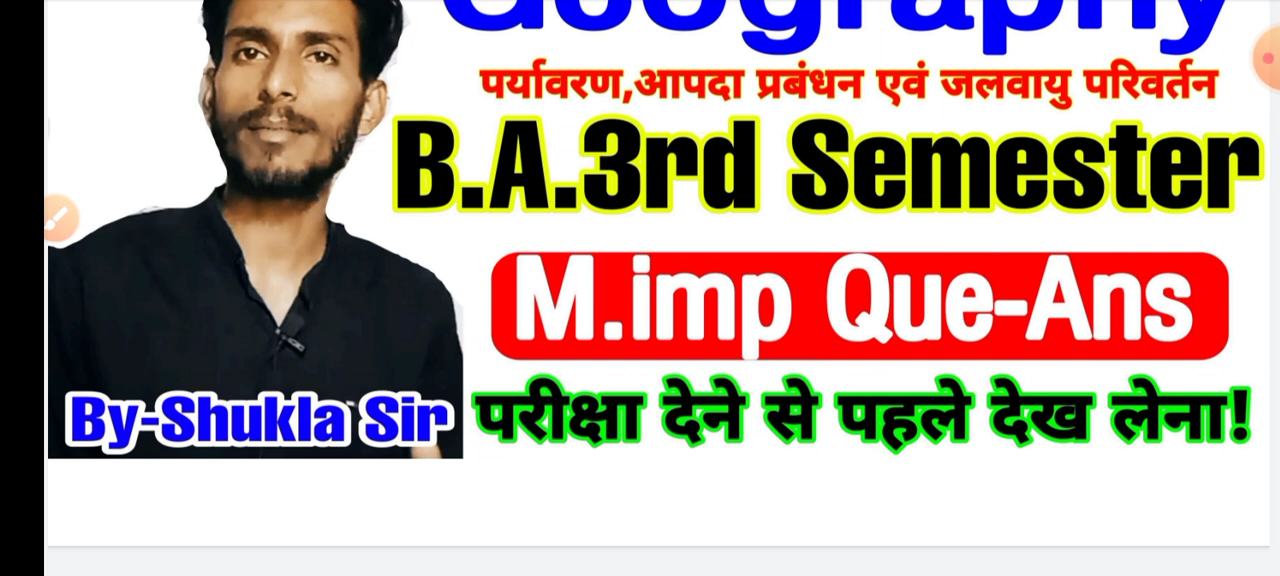 Geography
पर्यावरण,आपदा प्रबंधन एवं जलवायु परिवर्तन
B.A.3rd Semester
M.imp Que-Ans
By-Shukla Sir परीक्षा देने से पहले देख लेना!